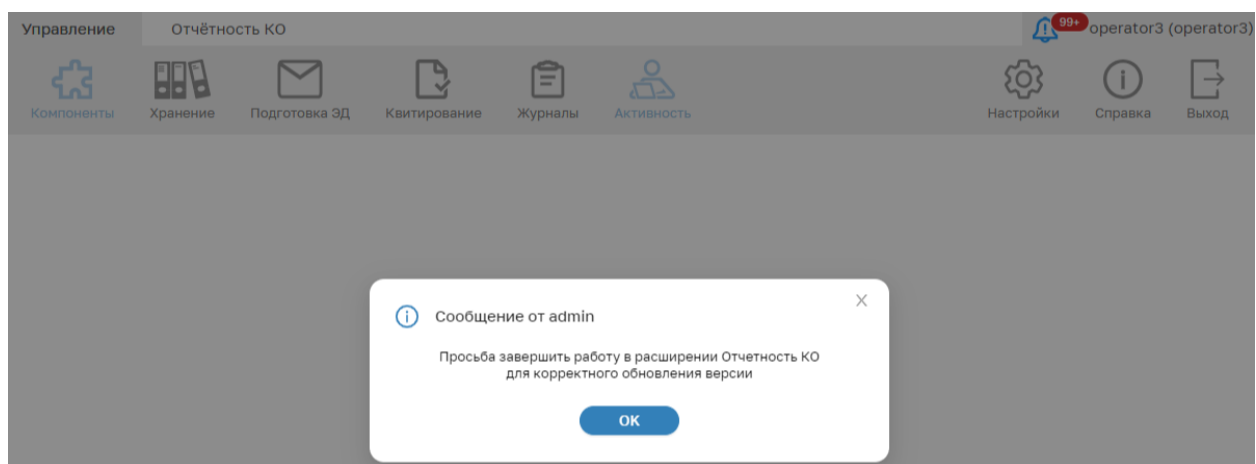 Управление Отчётность КО 99+ operator3 (operator3)
Компоненты Хранение Подготовка ЭД Квитирование Журналы Активность Настройки Справка Выход
Сообщение от admin
Просьба завершить работу в расширении Отчетность КО
для корректного обновления версии
ОК